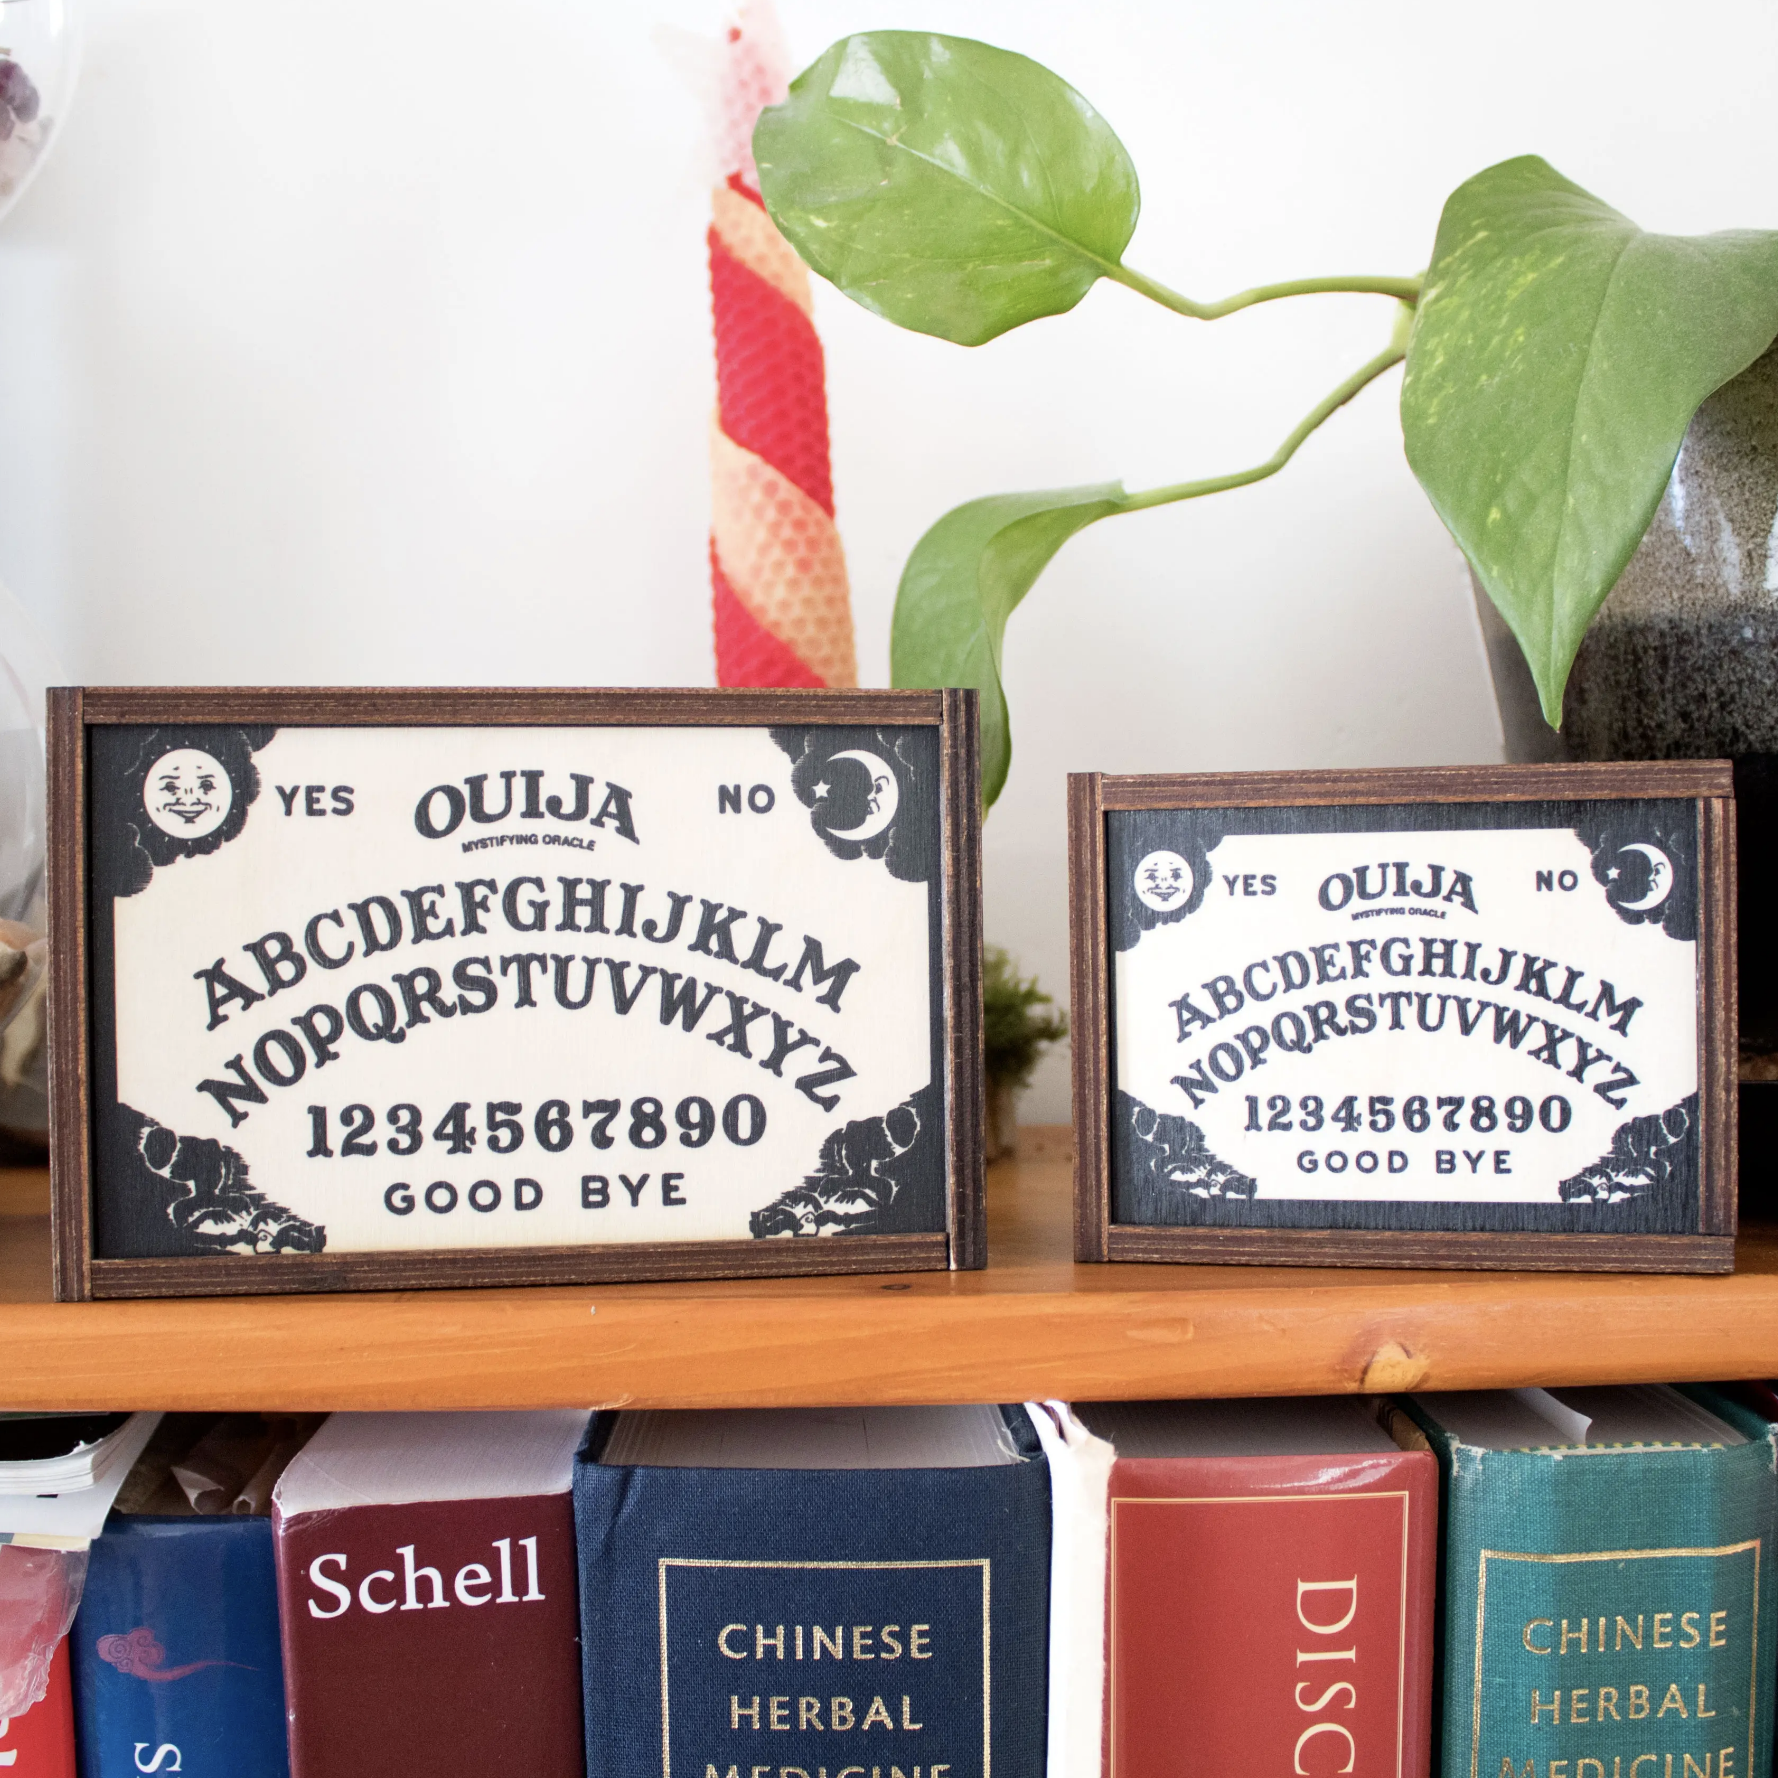 YES OUIJA NO
MYSTIFYING ORACLE
ABCDEFGHIJKLM
NOPQRSTUVWXYZ
1234567890
GOOD BYE
YES OUIJA NO
MYSTIFYING ORACLE
ABCDEFGHIJKLM
NOPQRSTUVWXYZ
1234567890
GOOD BYE
Schell
CHINESE
HERBAL
MEDICINE
DISC
CHINESE
HERBAL
MEDICINE